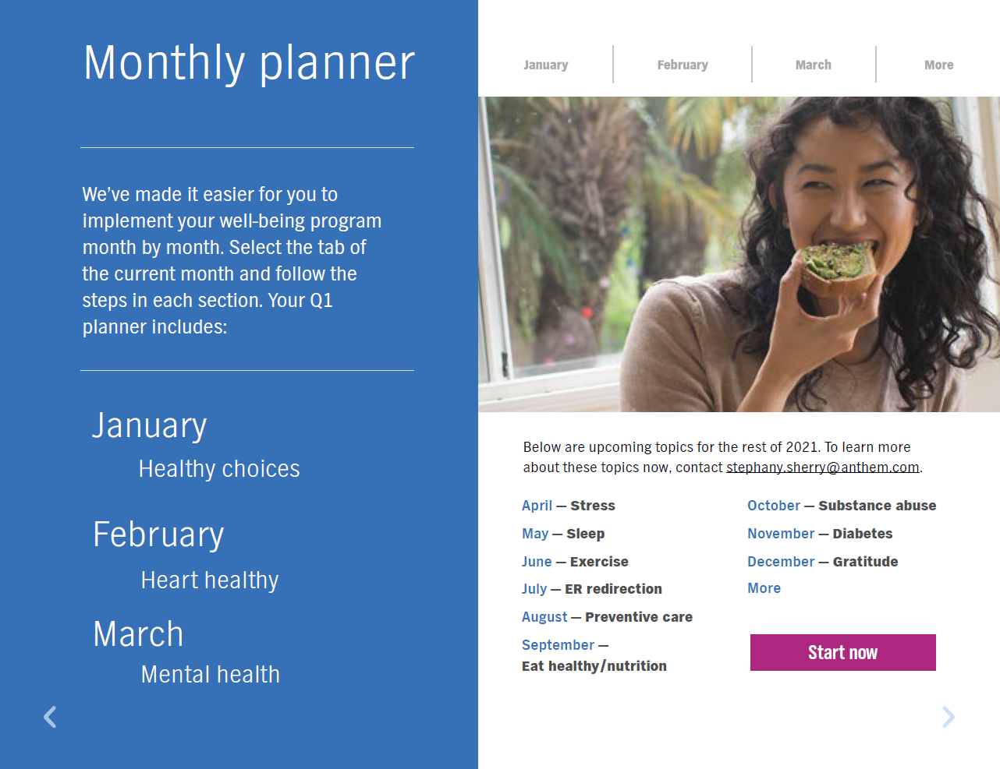 Monthly planner
We've made it easier for you to
implement your well-being program
month by month. Select the tab of
the current month and follow the
steps in each section. Your Q1
planner includes:
January
Healthy choices
February
Heart healthy
March
Mental health
January
February
March
More
Below are upcoming topics for the rest of 2021. To learn more
about these topics now, contact stephany.sherry@anthem.com.
April — Stress
May — Sleep
June — Exercise
July — ER redirection
August — Preventive care
September —
Eat healthy/nutrition
October — Substance abuse
November — Diabetes
December — Gratitude
More
Start now